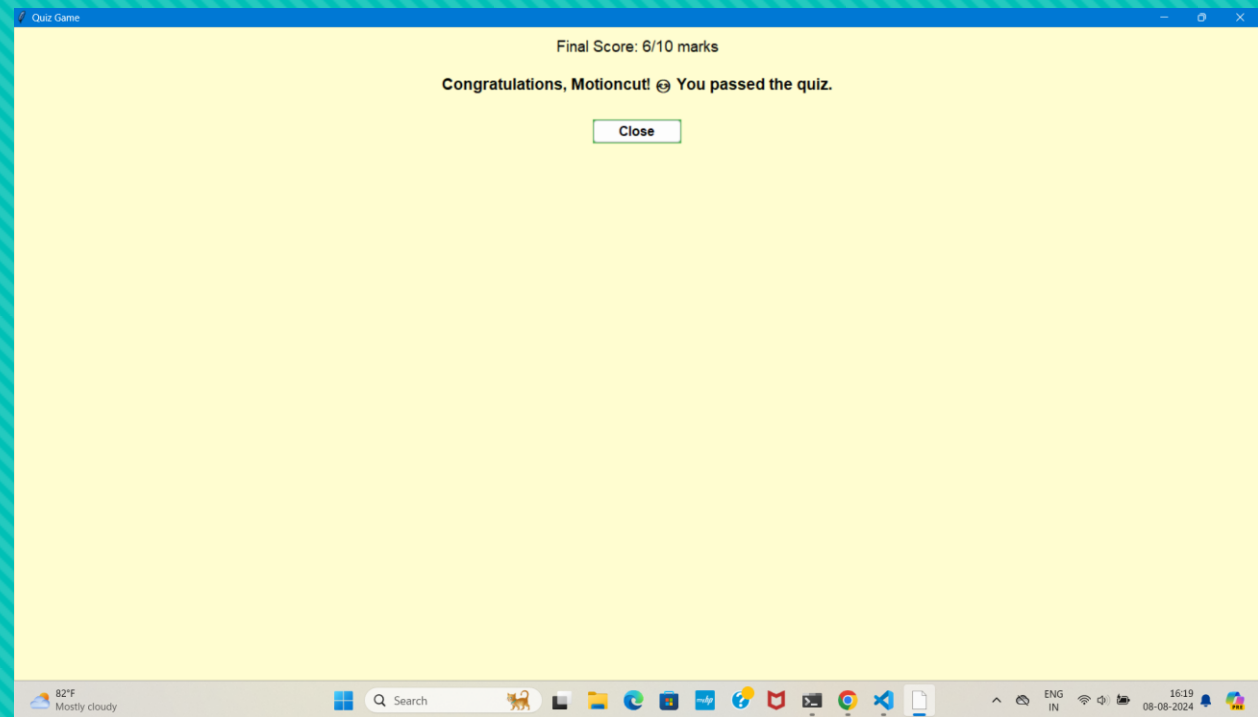 Quiz Game
Final Score: 6/10 marks
Congratulations, Motioncut! You passed the quiz.
Close
82°F
Mostly cloudy
Search
ENG
IN
16:19
08-08-2024
PRE